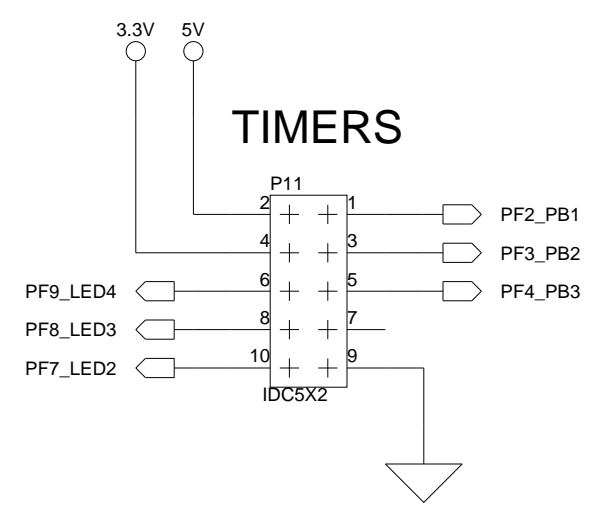 3.3V 5V
TIMERS
P11
2 1 PF2_PB1
4 3 PF3_PB2
PF9_LED4 6 5 PF4_PB3
PF8_LED3 8 7
PF7_LED2 10 9
IDC5X2